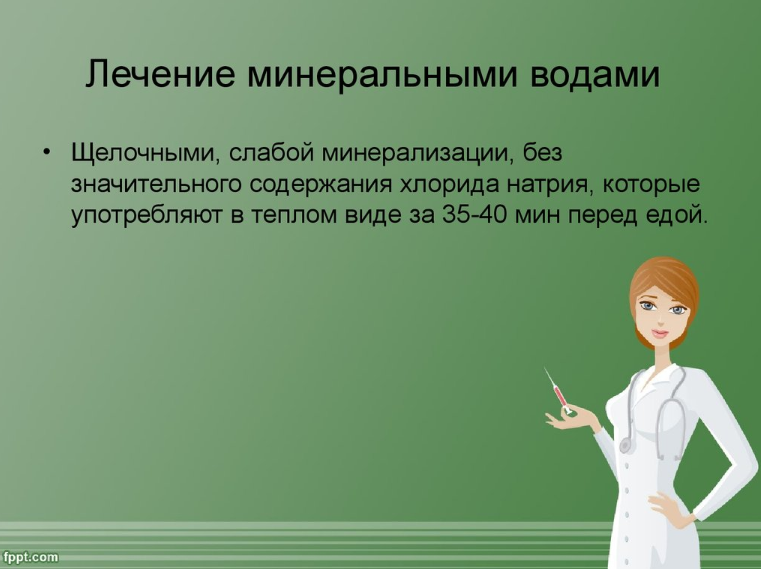 Лечение минеральными водами
• Щелочными, слабой минерализации, без
значительного содержания хлорида натрия, которые
употребляют в теплом виде за 35-40 мин перед едой.
fppt.com